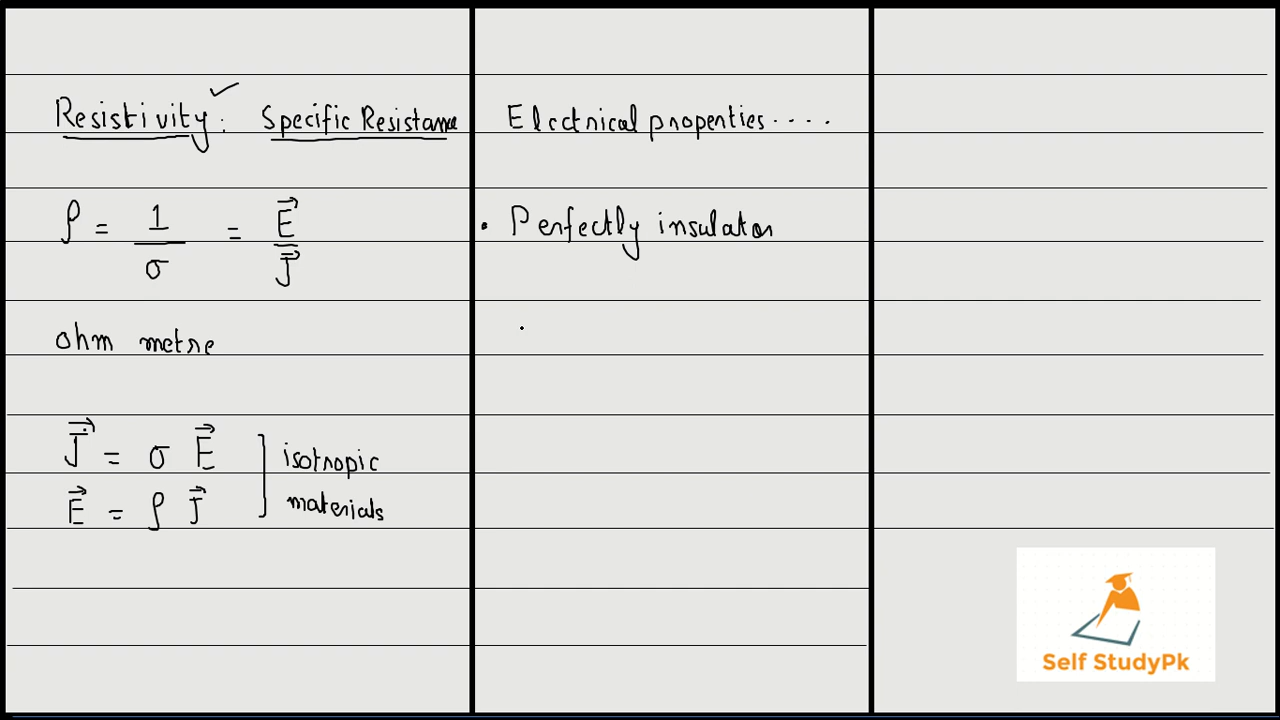 Resistivity : Specific Resistance
ρ = 1/σ = E⃗/J⃗
ohm metre
J⃗ = σ E⃗
E⃗ = ρ J⃗
] isotropic
materials
Electrical properties....
• Perfectly insulator
Self StudyPk